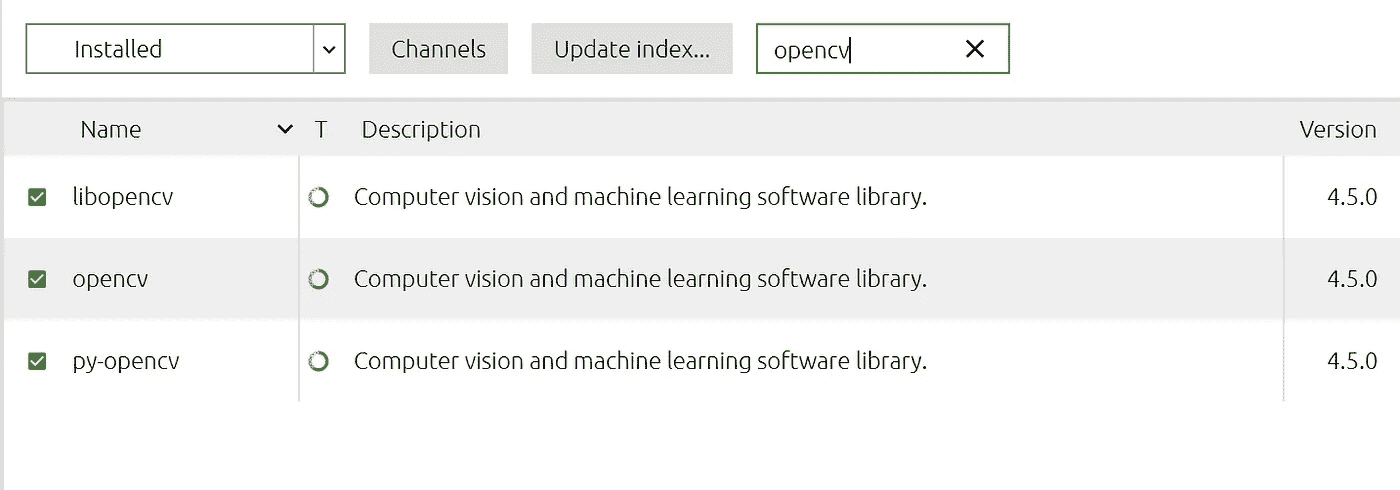 Installed Channels Update index... opencv
Name T Description Version
libopencv Computer vision and machine learning software library. 4.5.0
opencv Computer vision and machine learning software library. 4.5.0
py-opencv Computer vision and machine learning software library. 4.5.0